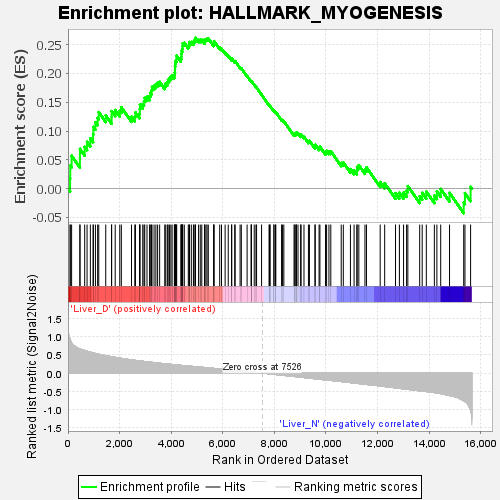 Enrichment plot: HALLMARK_MYOGENESIS
Enrichment score (ES)
0.25
0.20
0.15
0.10
0.05
0.00
-0.05
'Liver_D' (positively correlated)
Ranked list metric (Signal2Noise)
1.5
1.0
0.5
0.0
-0.5
-1.0
-1.5
Zero cross at 7526
'Liver_N' (negatively correlated)
0 2,000 4,000 6,000 8,000 10,000 12,000 14,000 16,000
Rank in Ordered Dataset
Enrichment profile Hits Ranking metric scores